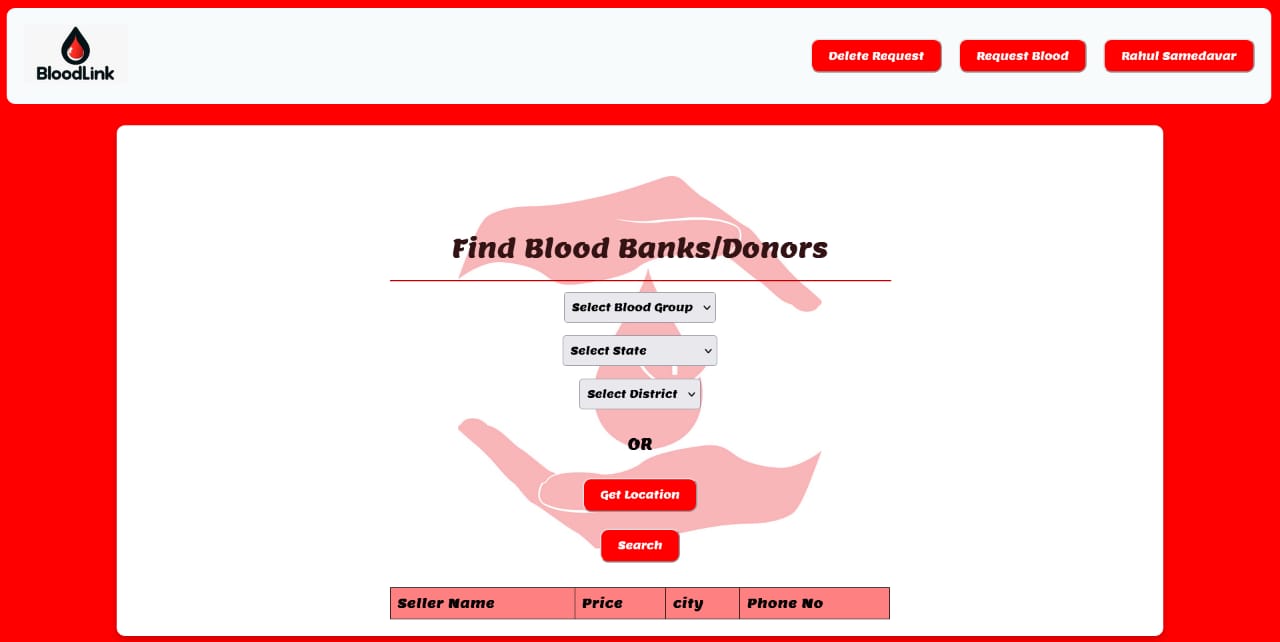 BloodLink
Delete Request
Request Blood
Rahul Samedavar
Find Blood Banks/Donors
Select Blood Group
Select State
Select District
OR
Get Location
Search
Seller Name Price city Phone No